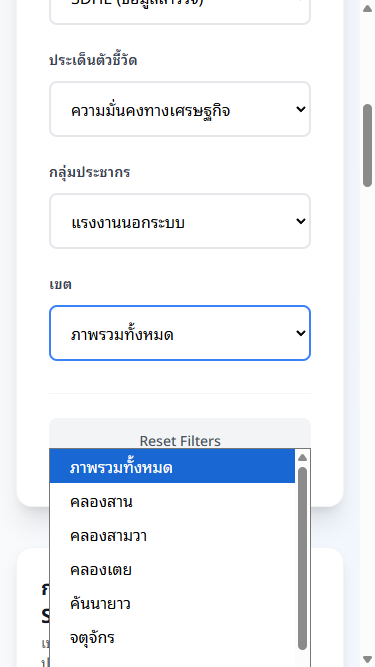 SDHE (ข้อมูลสำรวจ)
ประเด็นตัวชี้วัด
ความมั่นคงทางเศรษฐกิจ
กลุ่มประชากร
แรงงานนอกระบบ
เขต
ภาพรวมทั้งหมด
Reset Filters
ภาพรวมทั้งหมด
คลองสาน
คลองสามวา
คลองเตย
คันนายาว
จตุจักร